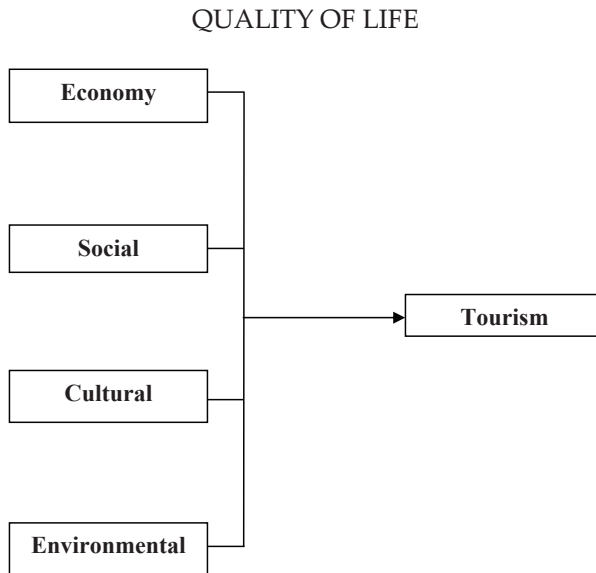 QUALITY OF LIFE
Economy
Social
Tourism
Cultural
Environmental